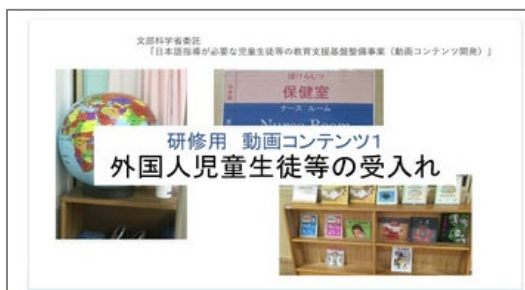 文部科学省委託
「日本語指導が必要な児童生徒等の教育支援基盤整備事業（動画コンテンツ開発）」
ほけんしつ
保健室
ナース ルーム
Nurse Room
研修用 動画コンテンツ1
外国人児童生徒等の受入れ